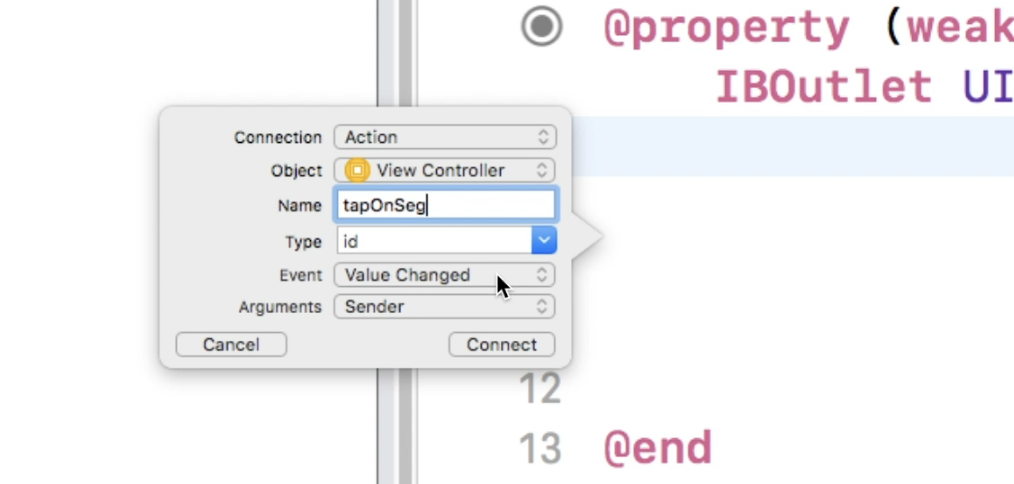 @property (weak
IBOutlet UI
Connection Action
Object View Controller
Name tapOnSeg
Type id
Event Value Changed
Arguments Sender
Cancel Connect
12
13 @end